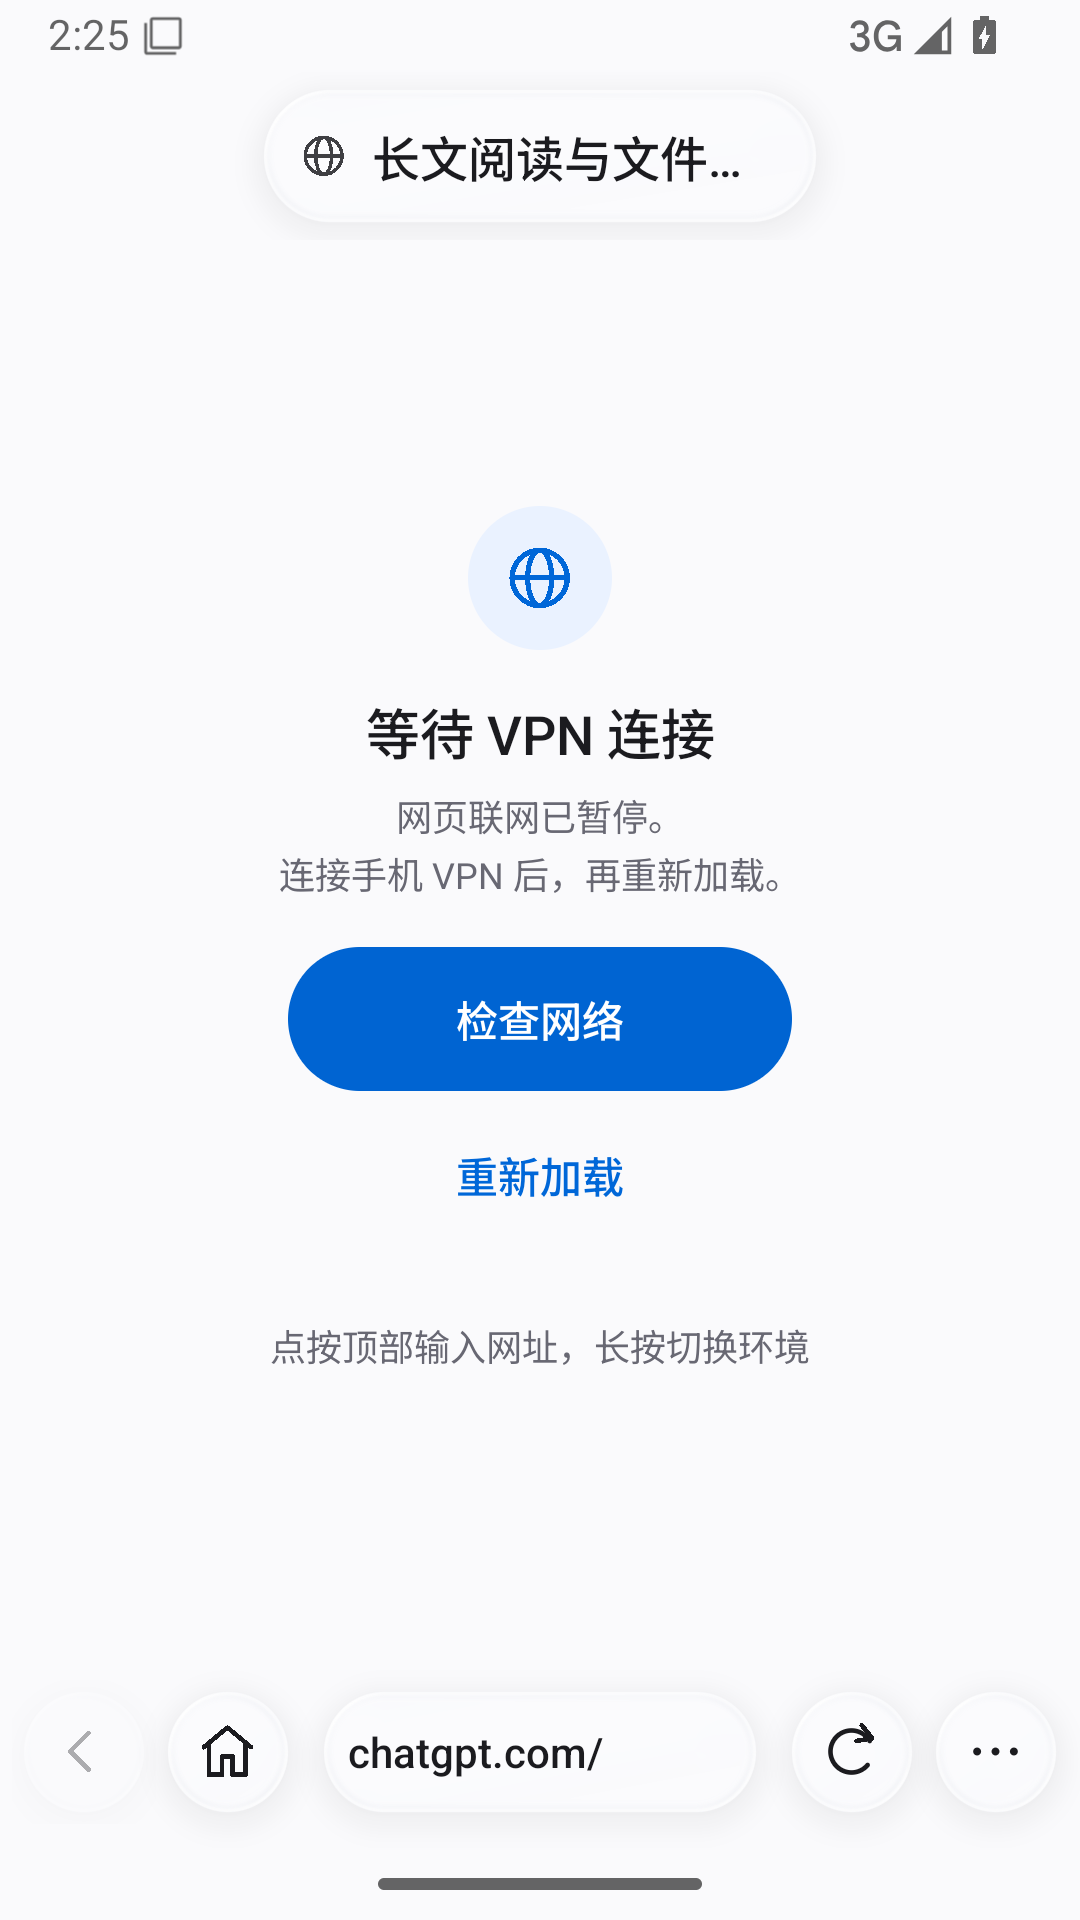 2:25
3G
长文阅读与文件...
等待 VPN 连接
网页联网已暂停。
连接手机 VPN 后，再重新加载。
检查网络
重新加载
点按顶部输入网址，长按切换环境
chatgpt.com/